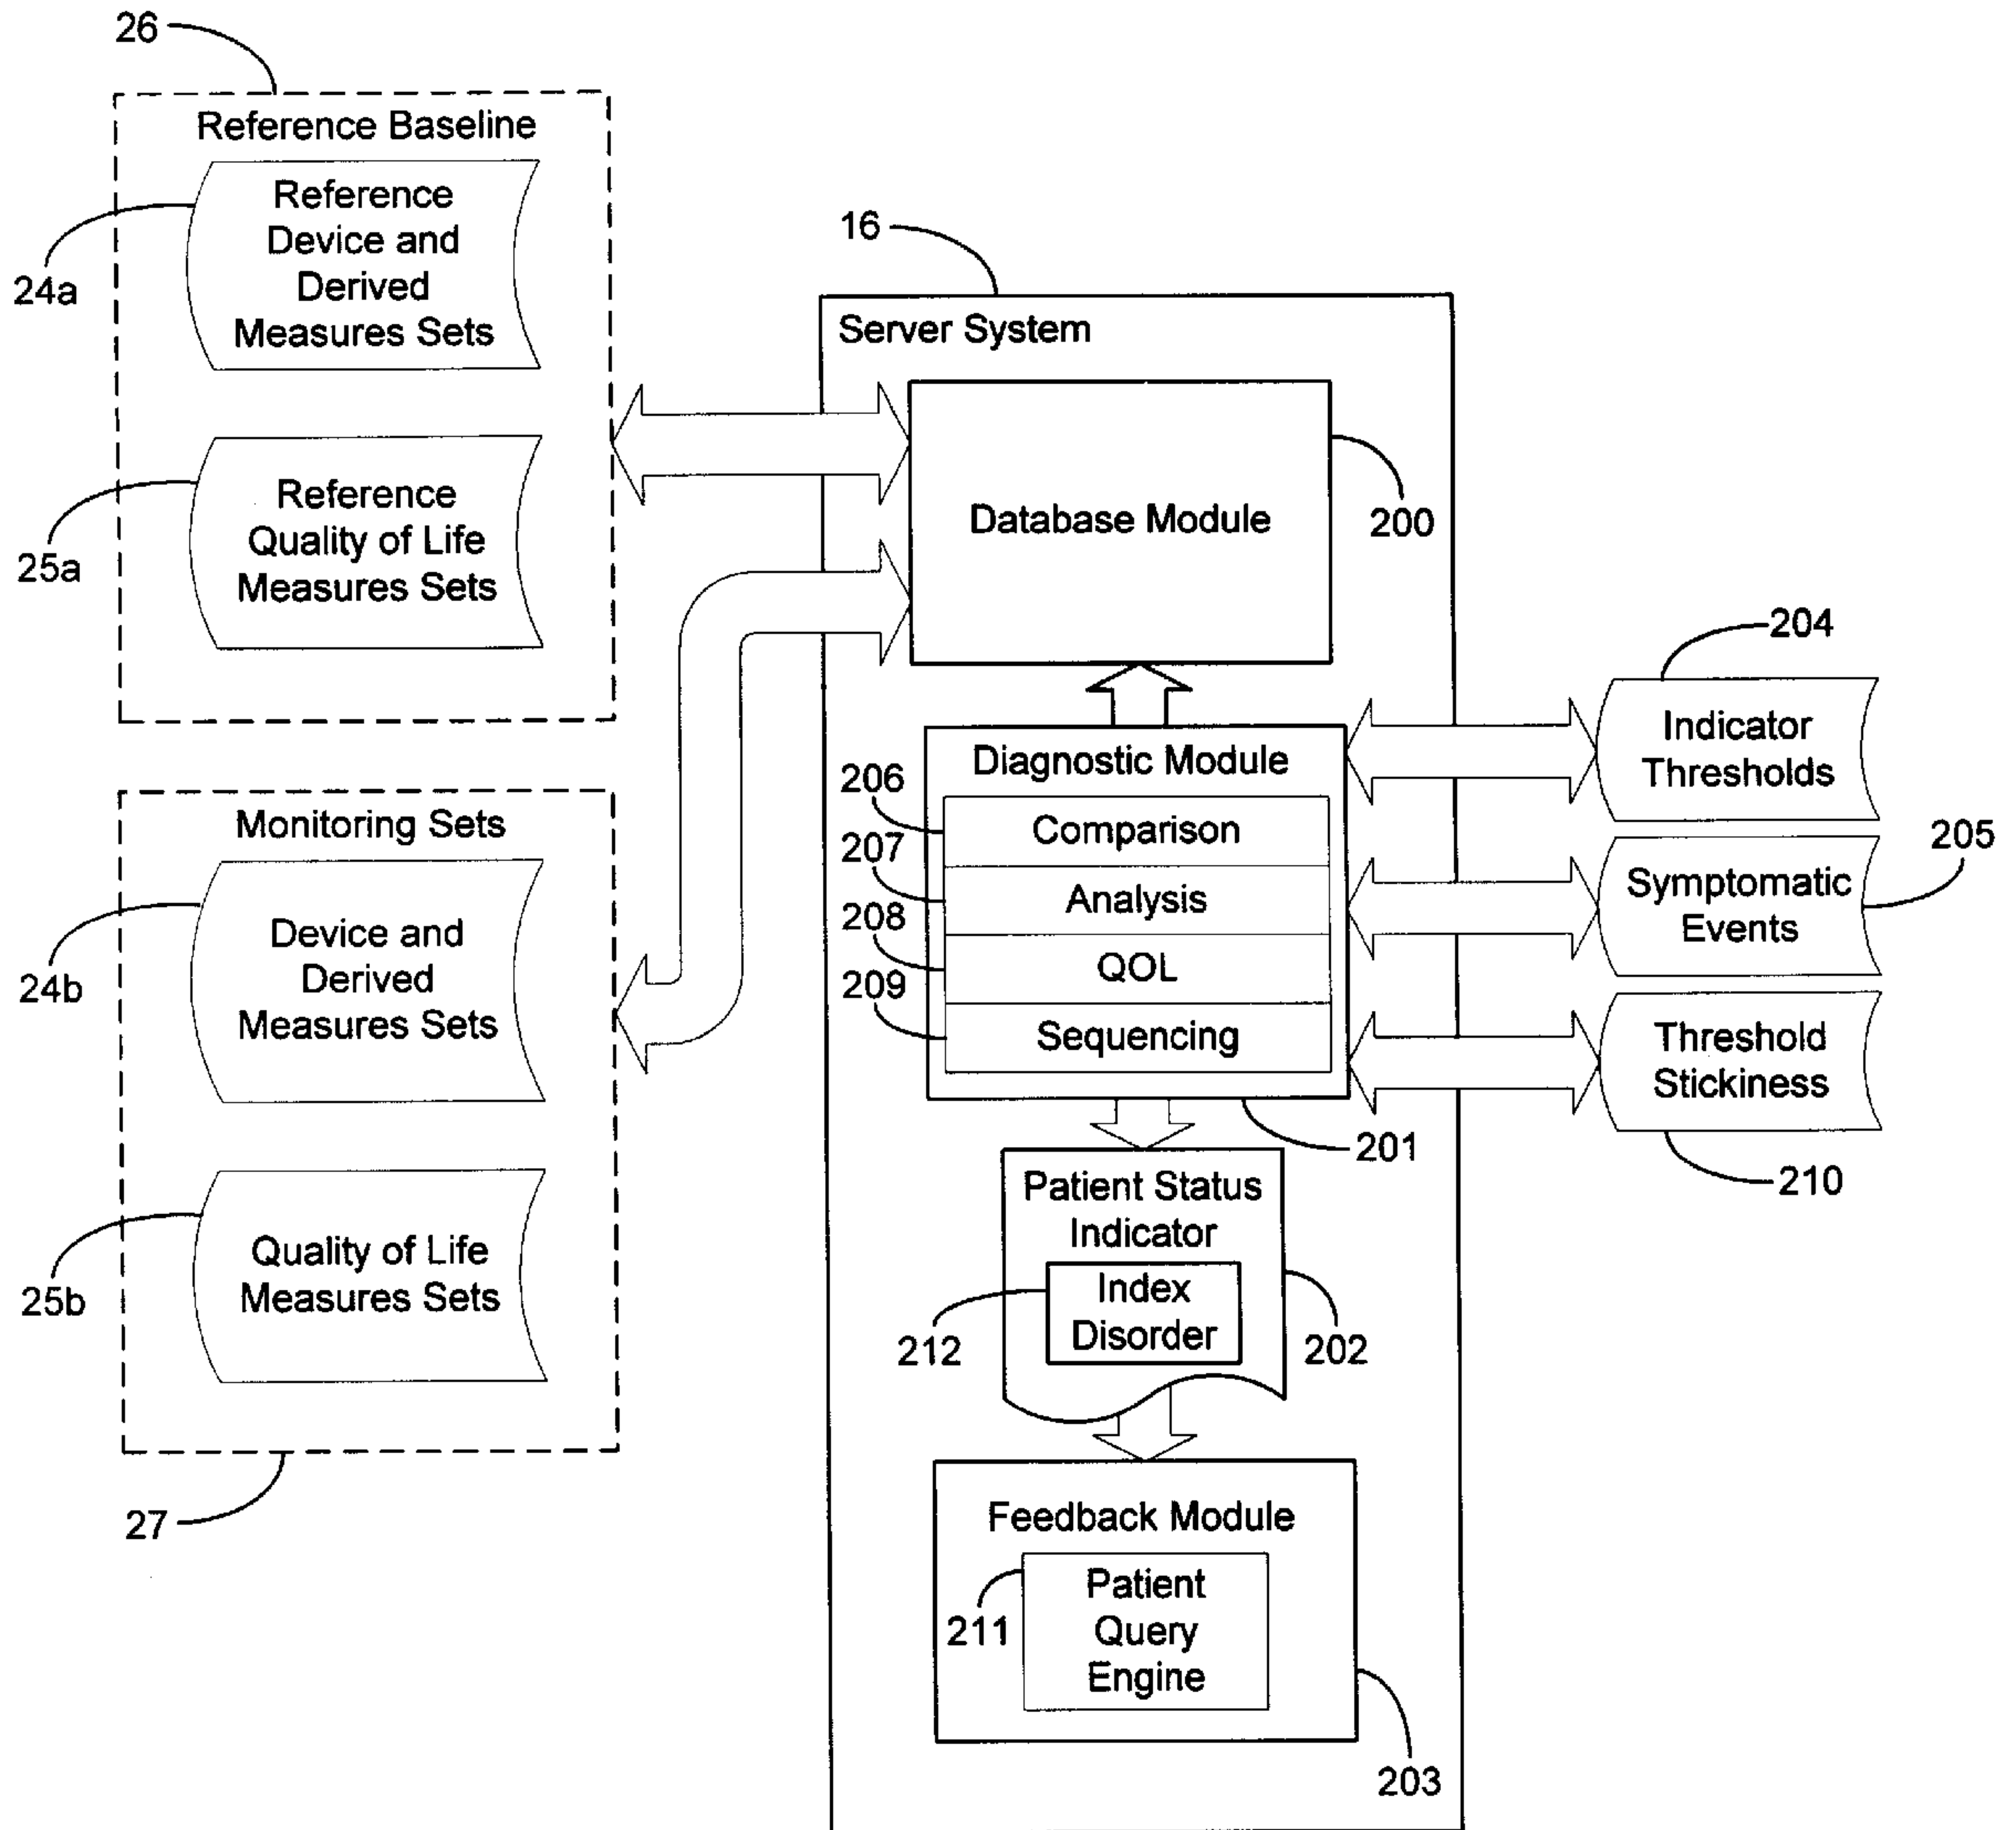 26
Reference Baseline
Reference
Device and
Derived
Measures Sets
24a
Reference
Quality of Life
Measures Sets
25a
Monitoring Sets
Device and
Derived
Measures Sets
24b
Quality of Life
Measures Sets
25b
27
16
Server System
Database Module
200
Diagnostic Module
206
Comparison
207
Analysis
208
QOL
209
Sequencing
201
204
Indicator
Thresholds
205
Symptomatic
Events
Threshold
Stickiness
210
Patient Status
Indicator
Index
Disorder
212
202
Feedback Module
211
Patient
Query
Engine
203